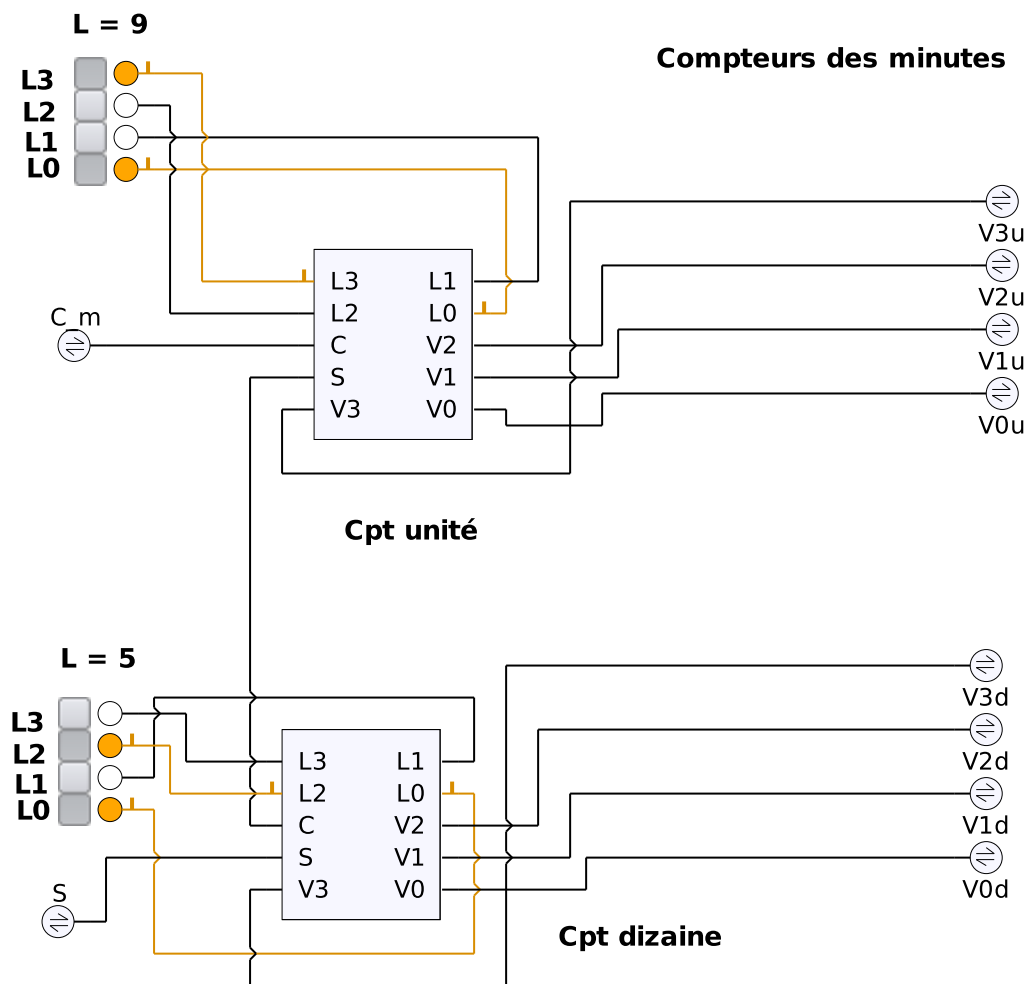 L = 9
Compteurs des minutes
L3
L2
L1
L0
V3u
L3 L1
V2u
L2 L0
C_m
C V2
V1u
S V1
V3 V0
V0u
Cpt unité
L = 5
V3d
L3
L2
L1
L0
L3 L1
V2d
L2 L0
C V2
V1d
S V1
V3 V0
V0d
S
Cpt dizaine